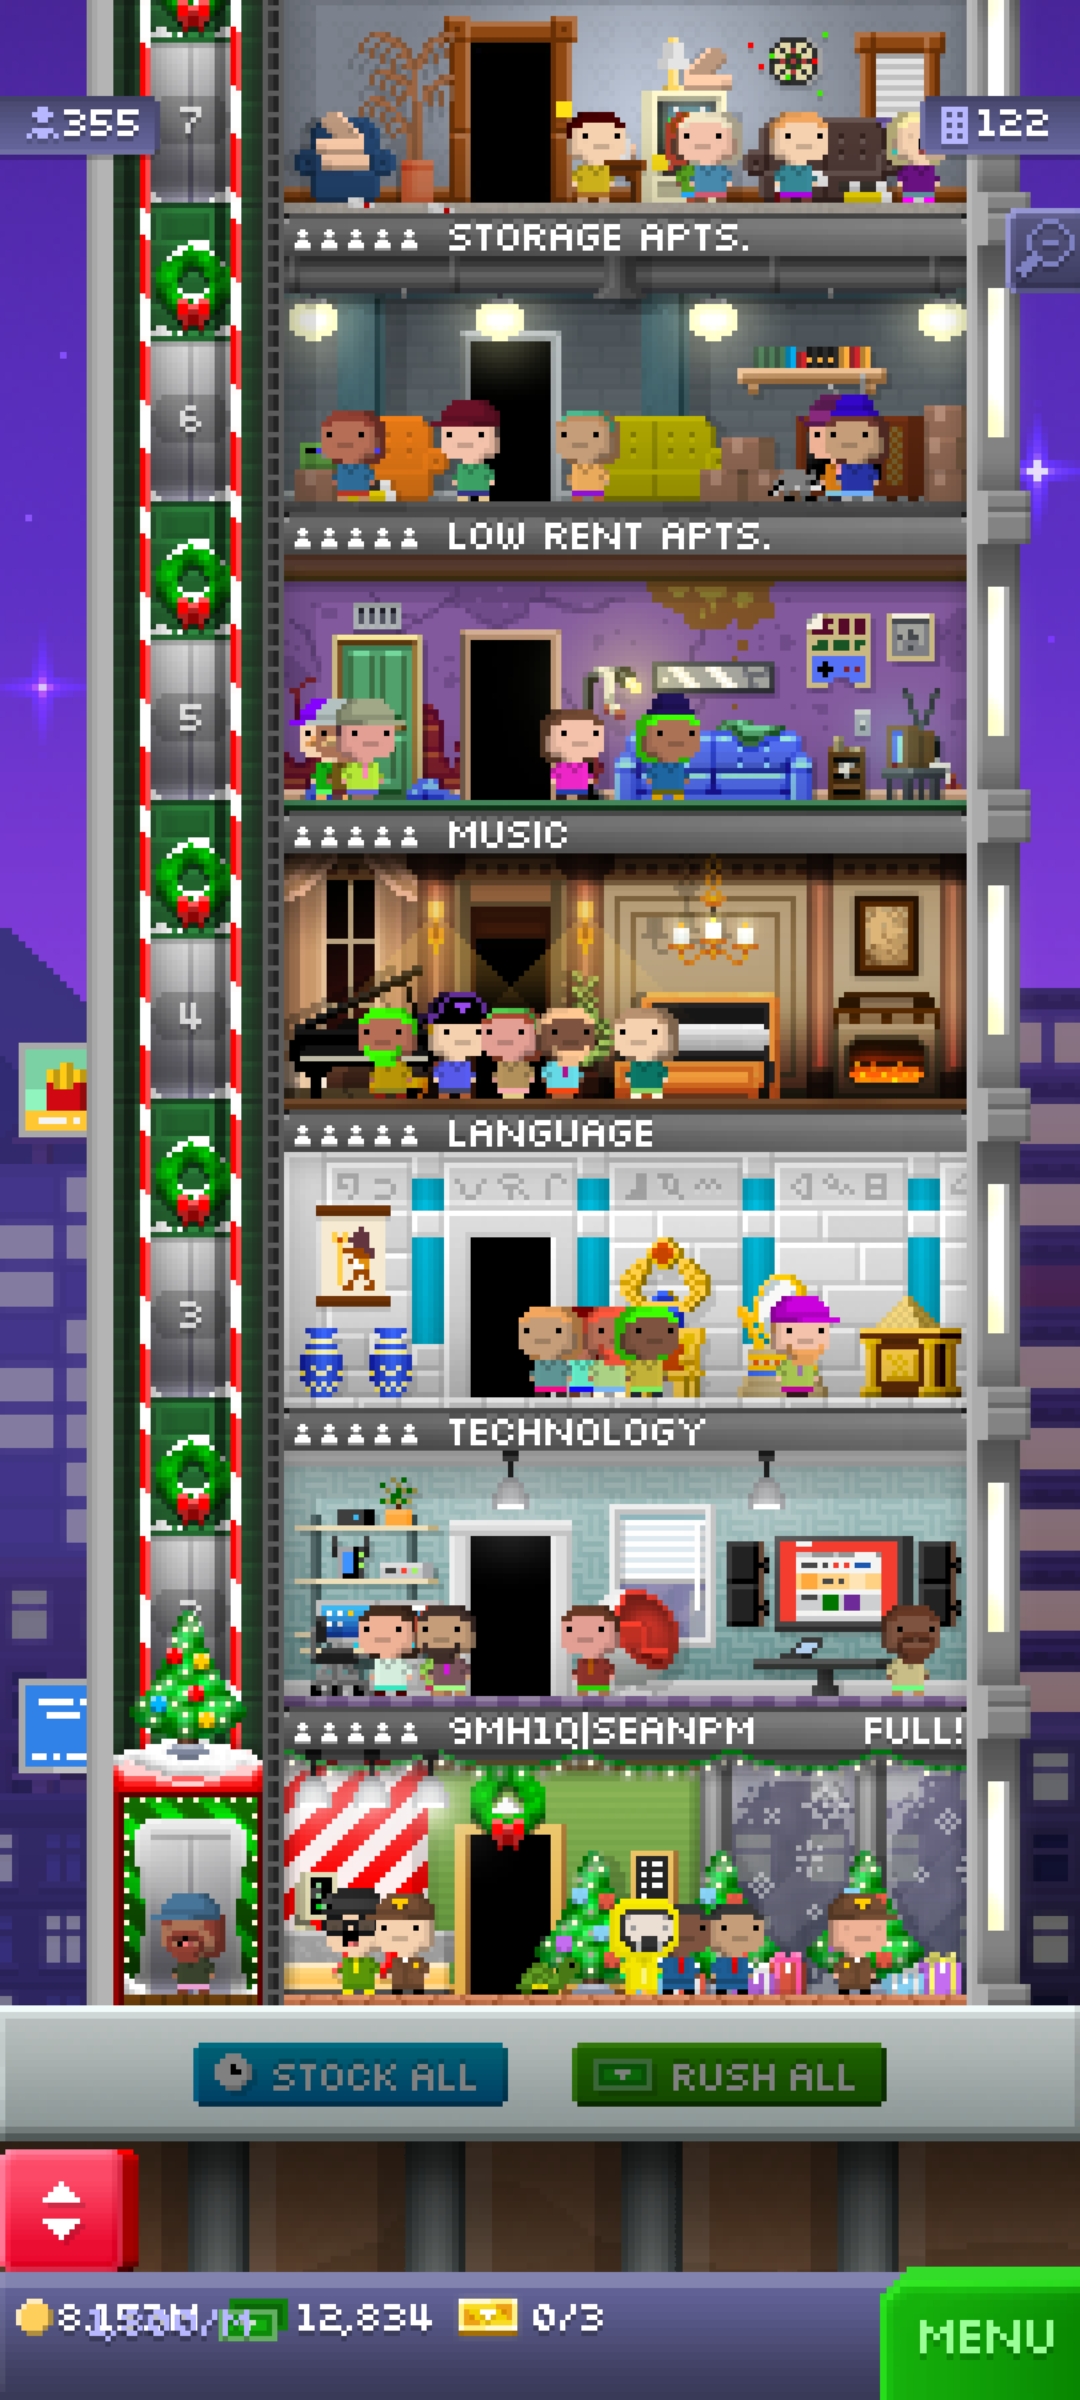 7
355
122
STORAGE APTS.
6
LOW RENT APTS.
5
MUSIC
4
LANGUAGE
3
TECHNOLOGY
9MH1Q|SEANPM FULL!
STOCK ALL
RUSH ALL
12,834
0/3
MENU